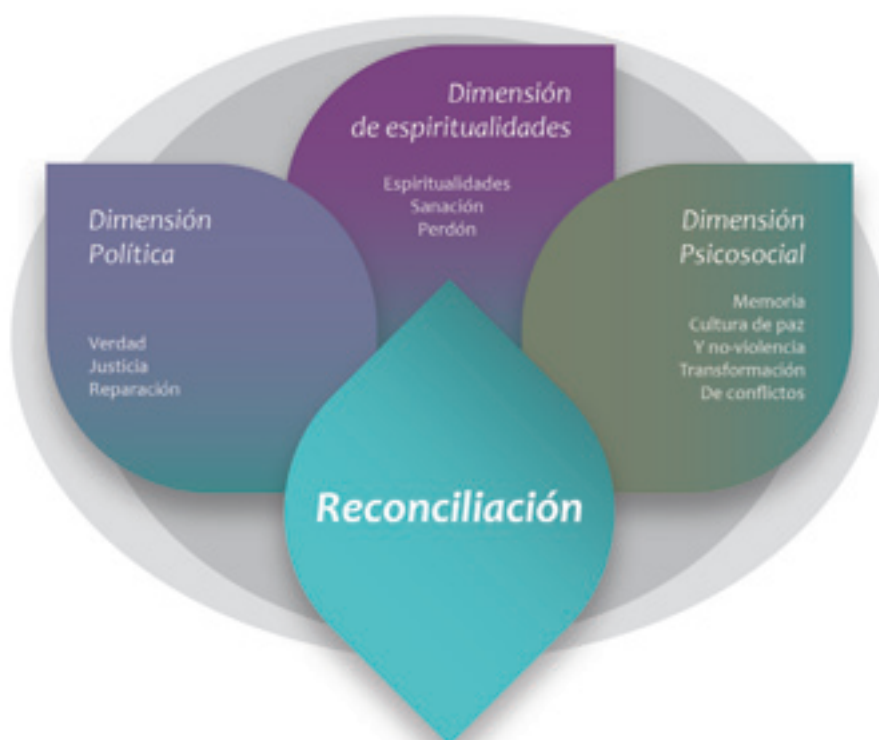 Dimensión
de espiritualidades
Espiritualidades
Sanación
Perdón
Dimensión
Política
Verdad
Justicia
Reparación
Dimensión
Psicosocial
Memoria
Cultura de paz
Y no-violencia
Transformación
De conflictos
Reconciliación